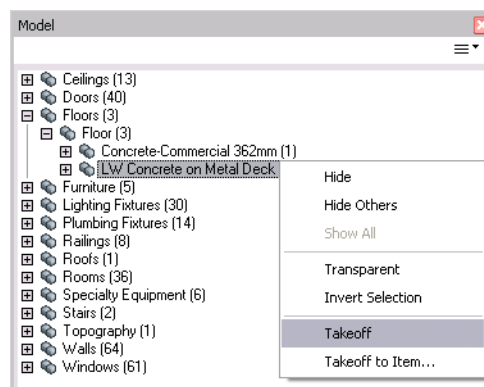 Model
Ceilings (13)
Doors (40)
Floors (3)
Floor (3)
Concrete-Commercial 362mm (1)
LW Concrete on Metal Deck
Furniture (5)
Lighting Fixtures (30)
Plumbing Fixtures (14)
Railings (8)
Roofs (1)
Rooms (36)
Specialty Equipment (6)
Stairs (2)
Topography (1)
Walls (64)
Windows (61)
Hide
Hide Others
Show All
Transparent
Invert Selection
Takeoff
Takeoff to Item...